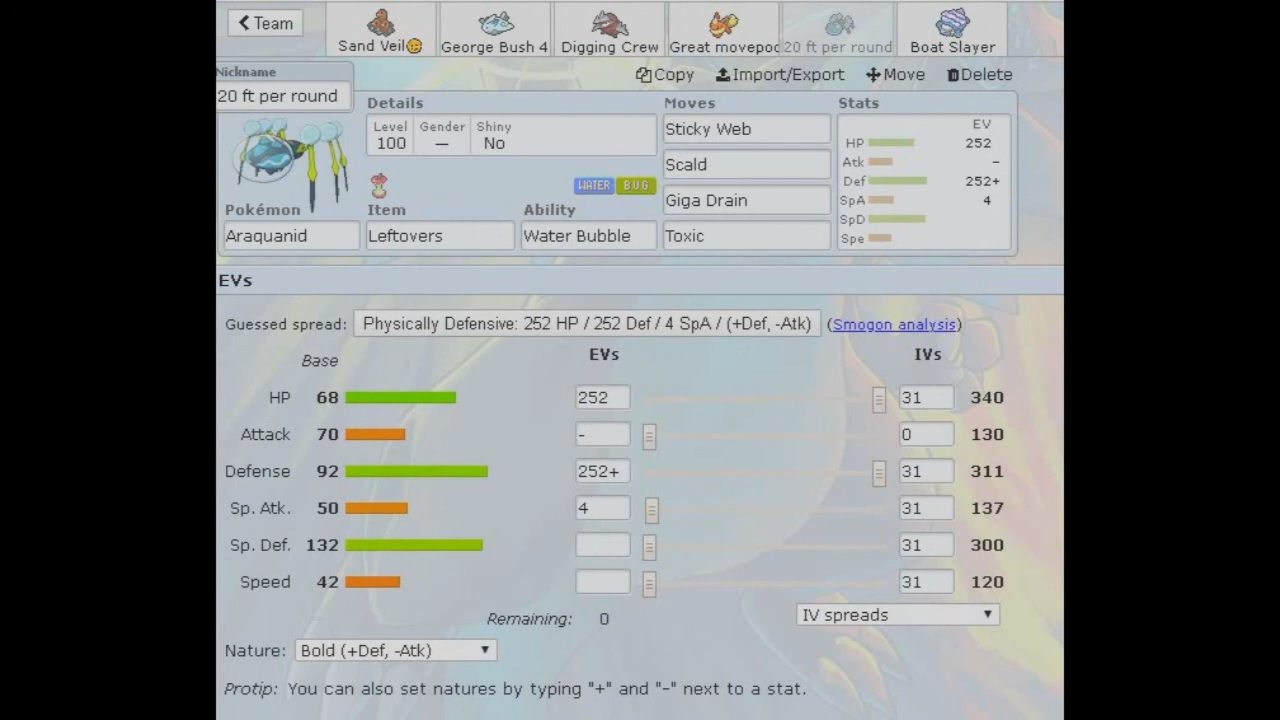 Team
Sand Veil
George Bush 4
Digging Crew
Great movepoo
20 ft per round
Boat Slayer
Copy Import/Export Move Delete
Nickname
20 ft per round
Details
Level Gender Shiny
100 — No
WATER BUG
Pokémon Item Ability
Araquanid Leftovers Water Bubble
Moves
Sticky Web
Scald
Giga Drain
Toxic
Stats
EV
HP 252
Atk -
Def 252+
SpA 4
SpD
Spe
EVs
Guessed spread: Physically Defensive: 252 HP / 252 Def / 4 SpA / (+Def, -Atk) (Smogon analysis)
Base EVs IVs
HP 68 252 31 340
Attack 70 - 0 130
Defense 92 252+ 31 311
Sp. Atk. 50 4 31 137
Sp. Def. 132 31 300
Speed 42 31 120
Remaining: 0 IV spreads
Nature: Bold (+Def, -Atk)
Protip: You can also set natures by typing "+" and "-" next to a stat.